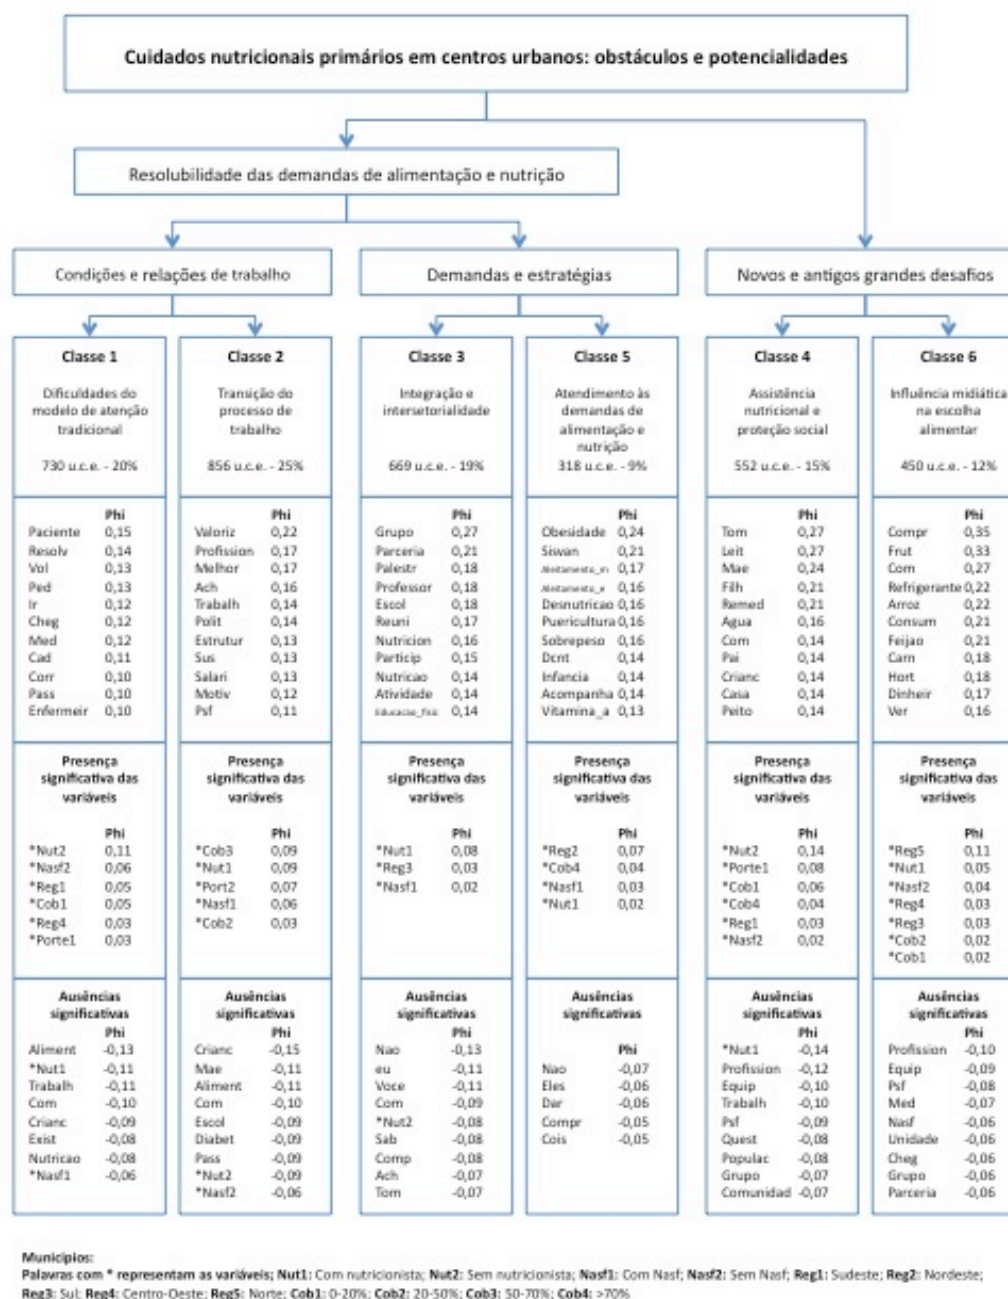 Cuidados nutricionais primários em centros urbanos: obstáculos e potencialidades
Resolubilidade das demandas de alimentação e nutrição
Condições e relações de trabalho
Demandas e estratégias
Novos e antigos grandes desafios
Classe 1
Dificuldades do
modelo de atenção
tradicional
730 u.c.e. - 20%
Phi
Paciente 0,15
Resolv 0,14
Vol 0,13
Ped 0,13
Ir 0,12
Cheg 0,12
Med 0,12
Cad 0,11
Corr 0,10
Pass 0,10
Enfermeir 0,10
Presença
significativa das
variáveis
Phi
*Nut2 0,11
*Nasf2 0,06
*Reg1 0,05
*Cob1 0,05
*Reg4 0,03
*Porte1 0,03
Ausências
significativas
Phi
Aliment -0,13
*Nut1 -0,11
Trabalh -0,11
Com -0,10
Crianc -0,09
Exist -0,08
Nutricao -0,08
*Nasf1 -0,06
Classe 2
Transição do
processo de
trabalho
856 u.c.e. - 25%
Phi
Valoriz 0,22
Profission 0,17
Melhor 0,17
Ach 0,16
Trabalh 0,14
Polit 0,14
Estrutur 0,13
Sus 0,13
Salari 0,13
Motiv 0,12
Psf 0,11
Presença
significativa das
variáveis
Phi
*Cob3 0,09
*Nut1 0,09
*Port2 0,07
*Nasf1 0,06
*Cob2 0,03
Ausências
significativas
Phi
Crianc -0,15
Mae -0,11
Aliment -0,11
Com -0,10
Escol -0,09
Diabet -0,09
Pass -0,09
*Nut2 -0,09
*Nasf2 -0,06
Classe 3
Integração e
intersetorialidade
669 u.c.e. - 19%
Phi
Grupo 0,27
Parceria 0,21
Palestr 0,18
Professor 0,18
Escol 0,18
Reuni 0,17
Nutricion 0,16
Particip 0,15
Nutricao 0,14
Atividade 0,14
Educacao_fisic 0,14
Presença
significativa das
variáveis
Phi
*Nut1 0,08
*Reg3 0,03
*Nasf1 0,02
Ausências
significativas
Phi
Nao -0,13
eu -0,11
Voce -0,11
Com -0,09
*Nut2 -0,08
Sab -0,08
Comp -0,08
Ach -0,07
Tom -0,07
Classe 5
Atendimento às
demandas de
alimentação e
nutrição
318 u.c.e. - 9%
Phi
Obesidade 0,24
Sisvan 0,21
Aleitamento_m 0,17
Aleitamento_e 0,16
Desnutricao 0,16
Puericultura 0,16
Sobrepeso 0,16
Dcnt 0,14
Infancia 0,14
Acompanha 0,14
Vitamina_a 0,13
Presença
significativa das
variáveis
Phi
*Reg2 0,07
*Cob4 0,04
*Nasf1 0,03
*Nut1 0,02
Ausências
significativas
Phi
Nao -0,07
Eles -0,06
Dar -0,06
Compr -0,05
Cois -0,05
Classe 4
Assistência
nutricional e
proteção social
552 u.c.e. - 15%
Phi
Tom 0,27
Leit 0,27
Mae 0,24
Filh 0,21
Remed 0,21
Agua 0,16
Com 0,14
Pai 0,14
Crianc 0,14
Casa 0,14
Peito 0,14
Presença
significativa das
variáveis
Phi
*Nut2 0,14
*Porte1 0,08
*Cob1 0,06
*Cob4 0,04
*Reg1 0,03
*Nasf2 0,02
Ausências
significativas
Phi
*Nut1 -0,14
Profission -0,12
Equip -0,10
Trabalh -0,10
Psf -0,09
Quest -0,08
Populac -0,08
Grupo -0,07
Comunidad -0,07
Classe 6
Influência midiática
na escolha
alimentar
450 u.c.e. - 12%
Phi
Compr 0,35
Frut 0,33
Com 0,27
Refrigerante 0,22
Arroz 0,22
Consum 0,21
Feijao 0,21
Carn 0,18
Hort 0,18
Dinheir 0,17
Ver 0,16
Presença
significativa das
variáveis
Phi
*Reg5 0,11
*Nut1 0,05
*Nasf2 0,04
*Reg4 0,03
*Reg3 0,03
*Cob2 0,02
*Cob1 0,02
Ausências
significativas
Phi
Profission -0,10
Equip -0,09
Psf -0,08
Med -0,07
Nasf -0,06
Unidade -0,06
Cheg -0,06
Grupo -0,06
Parceria -0,06
Municípios:
Palavras com * representam as variáveis; Nut1: Com nutricionista; Nut2: Sem nutricionista; Nasf1: Com Nasf; Nasf2: Sem Nasf; Reg1: Sudeste; Reg2: Nordeste;
Reg3: Sul; Reg4: Centro-Oeste; Reg5: Norte; Cob1: 0-20%; Cob2: 20-50%; Cob3: 50-70%; Cob4: >70%